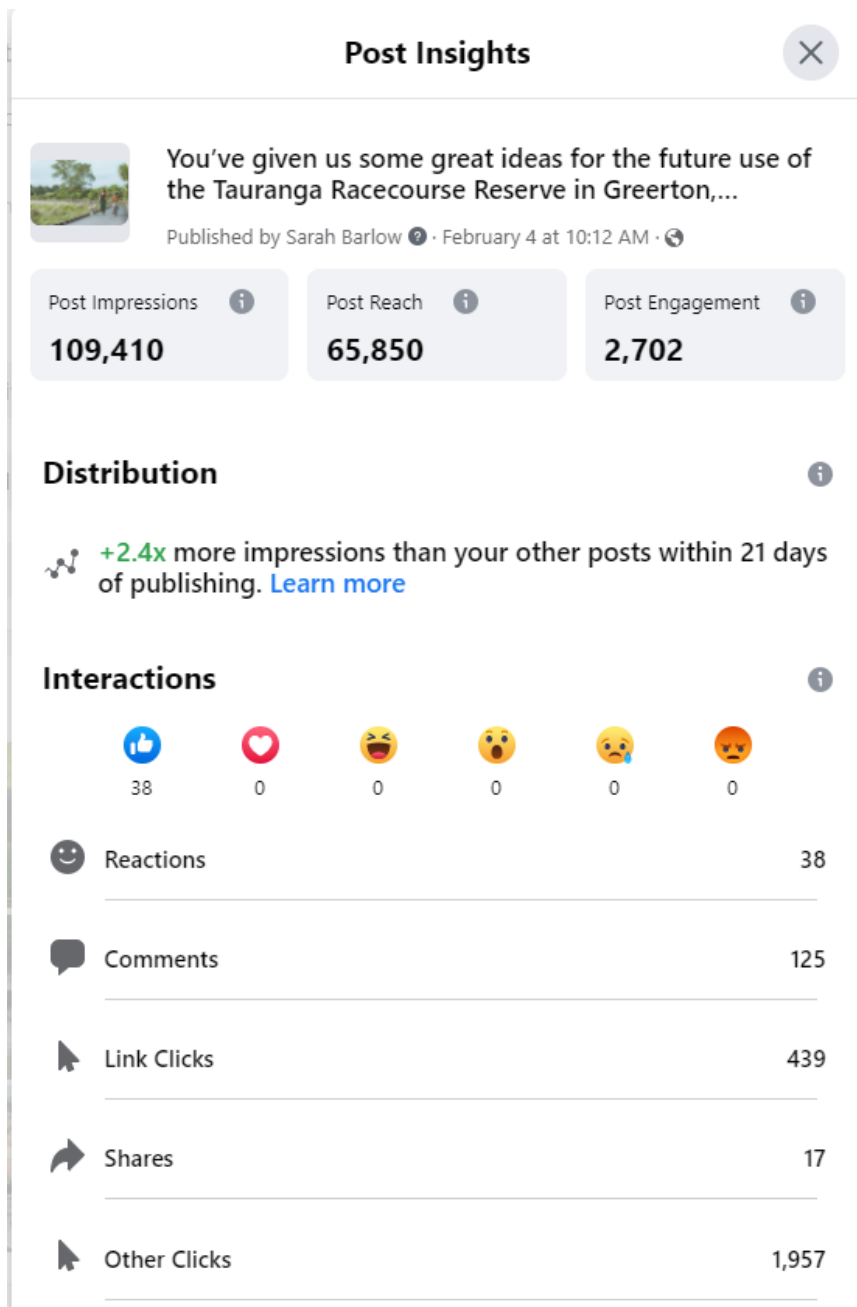 Post Insights
You’ve given us some great ideas for the future use of
the Tauranga Racecourse Reserve in Greerton,...
Published by Sarah Barlow · February 4 at 10:12 AM ·
Post Impressions
109,410
Post Reach
65,850
Post Engagement
2,702
Distribution
+2.4x more impressions than your other posts within 21 days
of publishing. Learn more
Interactions
38 0 0 0 0 0
Reactions 38
Comments 125
Link Clicks 439
Shares 17
Other Clicks 1,957